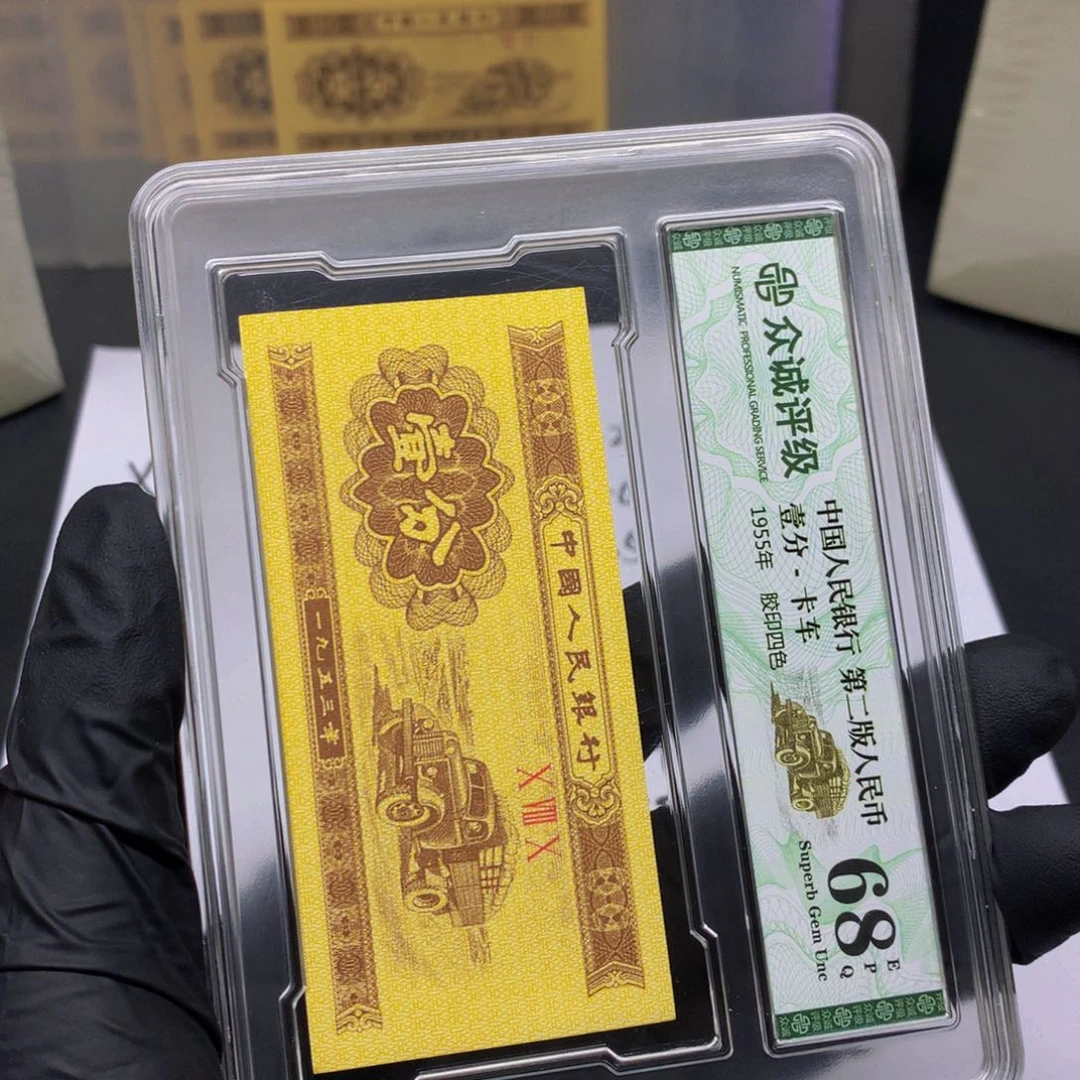 中國人民銀行
壹分
X VIII X
一九五三年
众诚评级
NUMISMATIC PROFESSIONAL GRADING SERVICE
中国人民银行 第二版人民币
壹分 - 卡车
1955年 胶印四色
68 E
P
Q
Superb Gem Unc